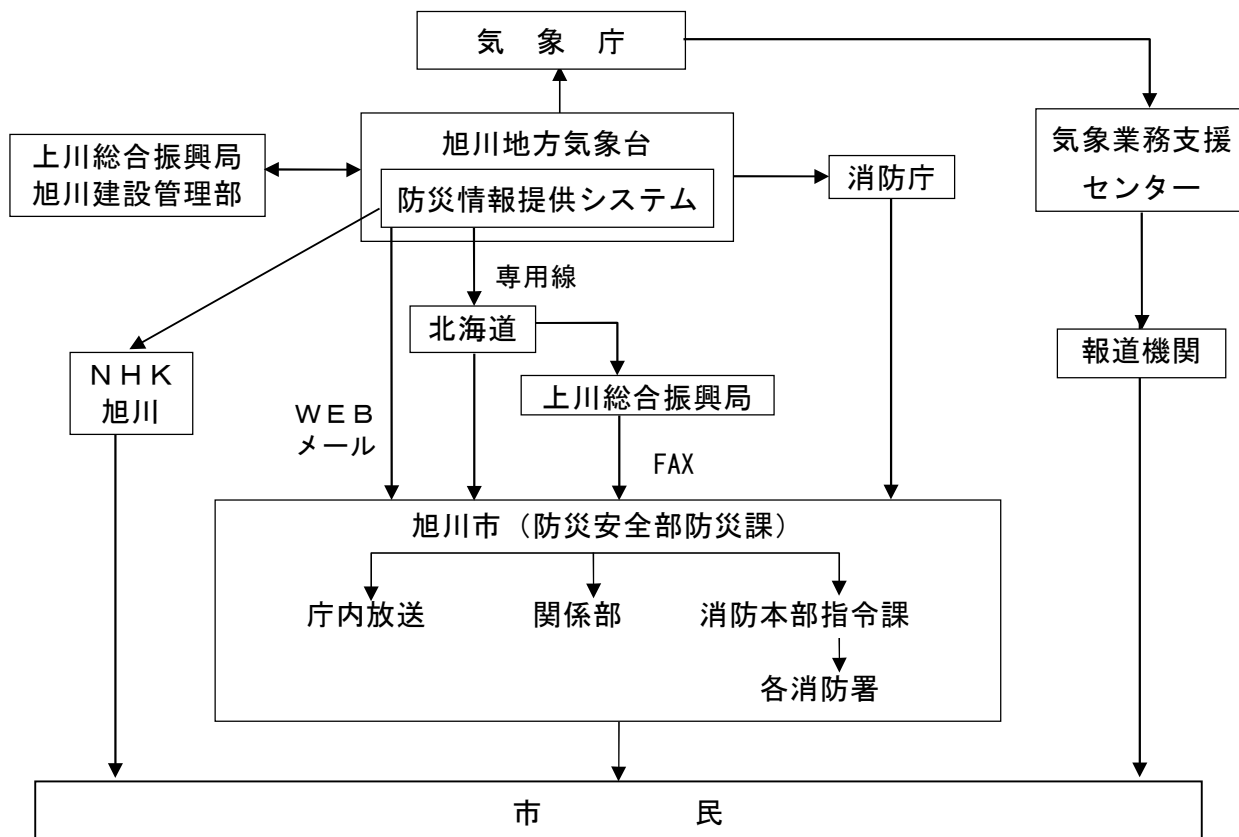 気 象 庁
旭川地方気象台
防災情報提供システム
上川総合振興局
旭川建設管理部
消防庁
気象業務支援
センター
専用線
北海道
報道機関
ＮＨＫ
旭川
上川総合振興局
ＷＥＢ
メール
FAX
旭川市（防災安全部防災課）
庁内放送
関係部
消防本部指令課
各消防署
市 民